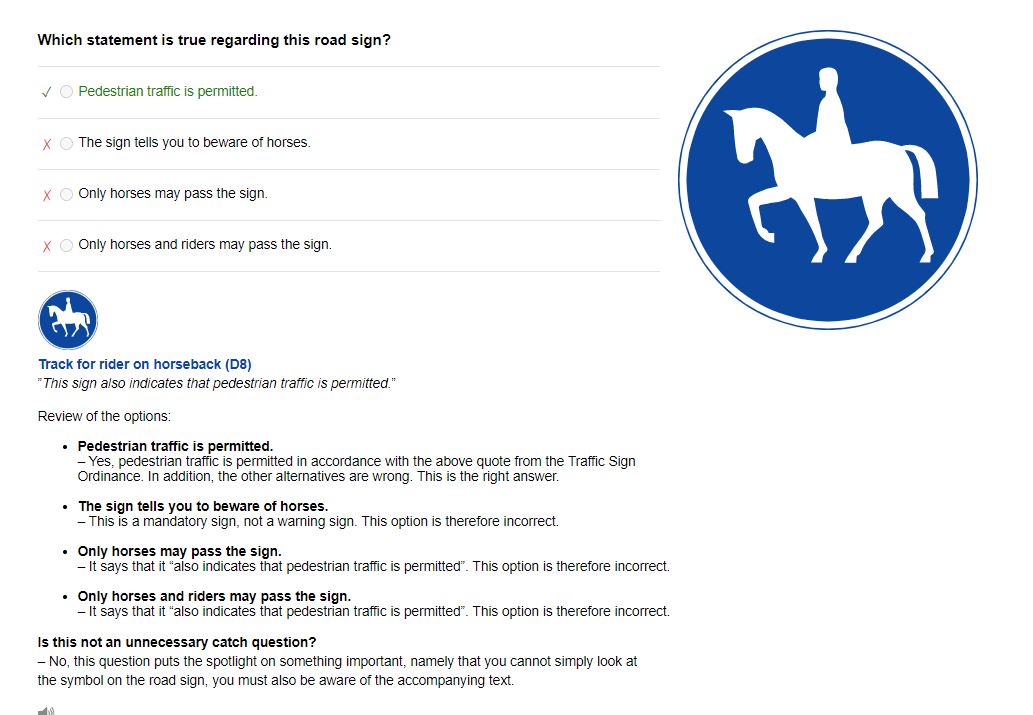 Which statement is true regarding this road sign?
✓ Pedestrian traffic is permitted.
X The sign tells you to beware of horses.
X Only horses may pass the sign.
X Only horses and riders may pass the sign.
Track for rider on horseback (D8)
”This sign also indicates that pedestrian traffic is permitted.”
Review of the options:
• Pedestrian traffic is permitted.
– Yes, pedestrian traffic is permitted in accordance with the above quote from the Traffic Sign
Ordinance. In addition, the other alternatives are wrong. This is the right answer.
• The sign tells you to beware of horses.
– This is a mandatory sign, not a warning sign. This option is therefore incorrect.
• Only horses may pass the sign.
– It says that it “also indicates that pedestrian traffic is permitted”. This option is therefore incorrect.
• Only horses and riders may pass the sign.
– It says that it “also indicates that pedestrian traffic is permitted”. This option is therefore incorrect.
Is this not an unnecessary catch question?
– No, this question puts the spotlight on something important, namely that you cannot simply look at
the symbol on the road sign, you must also be aware of the accompanying text.